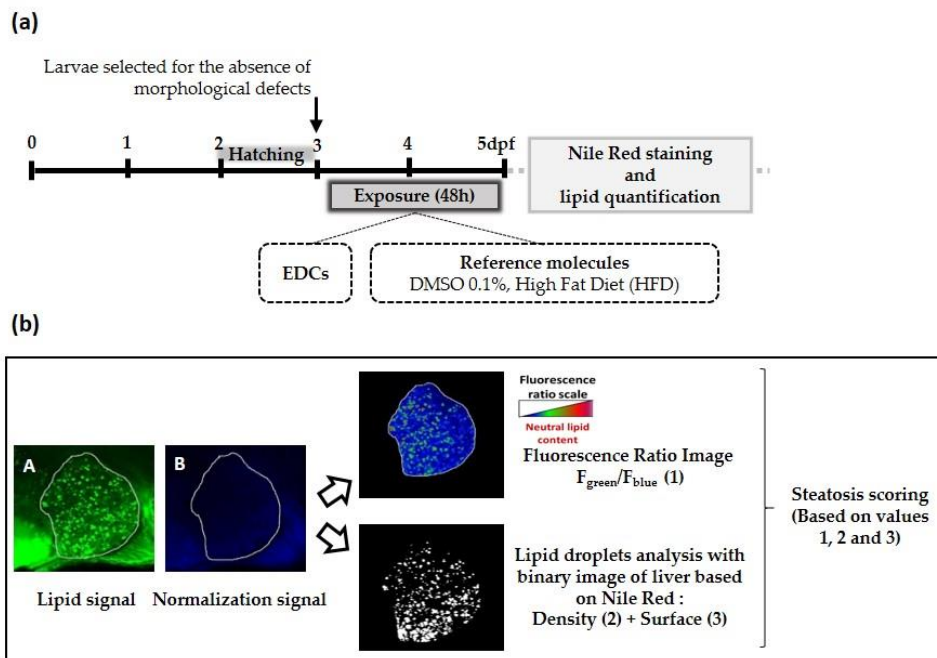 (a)
Larvae selected for the absence of
morphological defects
0 1 2 3 4 5dpf
Hatching
Exposure (48h)
Nile Red staining
and
lipid quantification
EDCs
Reference molecules
DMSO 0.1%, High Fat Diet (HFD)
(b)
A
B
Lipid signal
Normalization signal
Fluorescence
ratio scale
Neutral lipid
content
Fluorescence Ratio Image
Fgreen/Fblue (1)
Lipid droplets analysis with
binary image of liver based
on Nile Red :
Density (2) + Surface (3)
Steatosis scoring
(Based on values
1, 2 and 3)